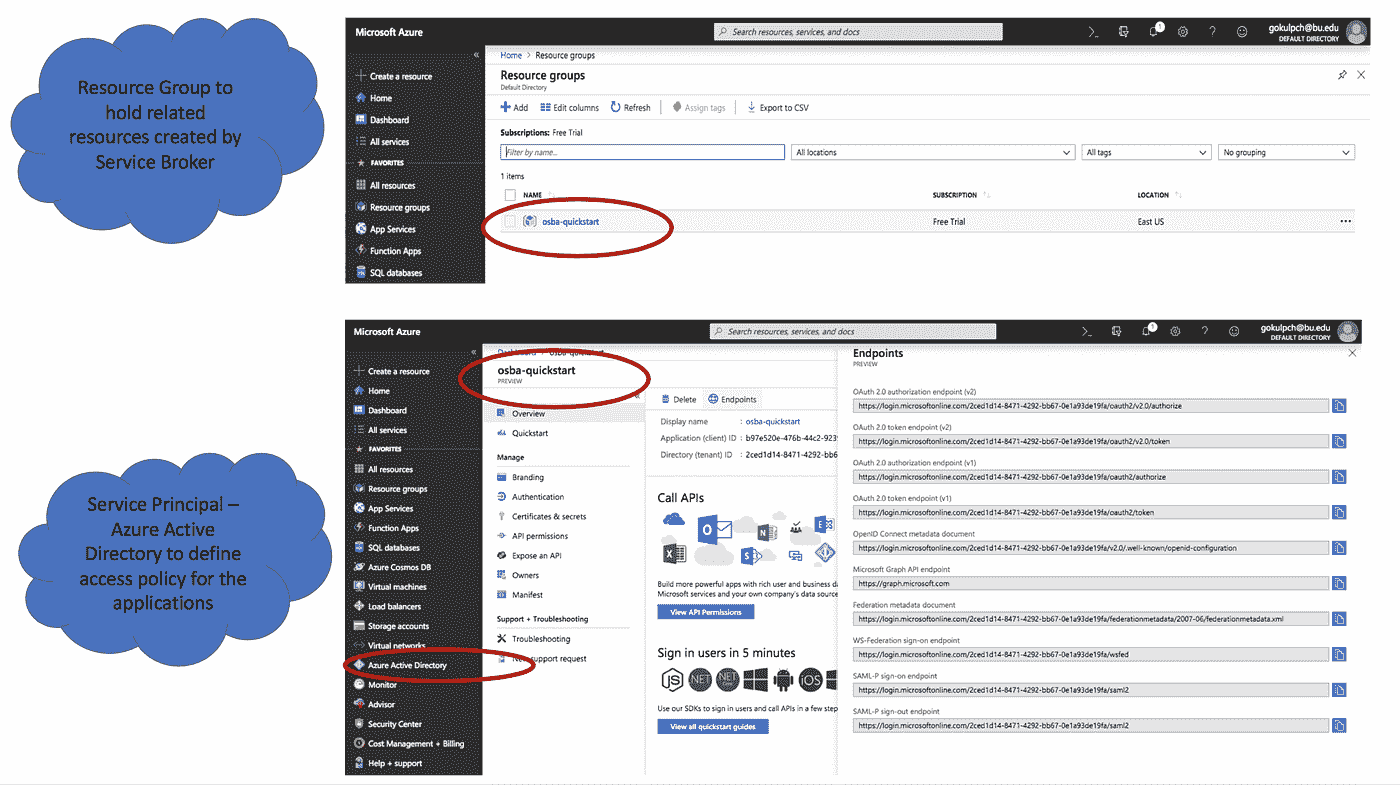 Resource Group to
hold related
resources created by
Service Broker
Microsoft Azure
Search resources, services, and docs
1
gokulpch@bu.edu
DEFAULT DIRECTORY
Create a resource
Home
Dashboard
All services
FAVORITES
All resources
Resource groups
App Services
Function Apps
SQL databases
Home > Resource groups
Resource groups
Default Directory
Add Edit columns Refresh Assign tags Export to CSV
Subscriptions: Free Trial
Filter by name... All locations All tags No grouping
1 items
NAME SUBSCRIPTION LOCATION
osba-quickstart Free Trial East US
Service Principal –
Azure Active
Directory to define
access policy for the
applications
Microsoft Azure
Search resources, services, and docs
1
gokulpch@bu.edu
DEFAULT DIRECTORY
Create a resource
Home
Dashboard
All services
FAVORITES
All resources
Resource groups
App Services
Function Apps
SQL databases
Azure Cosmos DB
Virtual machines
Load balancers
Storage accounts
Virtual networks
Azure Active Directory
Monitor
Advisor
Security Center
Cost Management + Billing
Help + support
osba-quickstart
PREVIEW
Overview
Quickstart
Manage
Branding
Authentication
Certificates & secrets
API permissions
Expose an API
Owners
Manifest
Support + Troubleshooting
Troubleshooting
New support request
Delete Endpoints
Display name : osba-quickstart
Application (client) ID : b97e520e-476b-44c2-923
Directory (tenant) ID : 2ced1d14-8471-4292-bb6
Call APIs
Build more powerful apps with rich user and business da
Microsoft services and your own company's data source
View API Permissions
Sign in users in 5 minutes
JS .NET .NET iOS
Use our SDKs to sign in users and call APIs in a few step
View all quickstart guides
Endpoints
PREVIEW
OAuth 2.0 authorization endpoint (v2)
https://login.microsoftonline.com/2ced1d14-8471-4292-bb67-0e1a93de19fa/oauth2/v2.0/authorize
OAuth 2.0 token endpoint (v2)
https://login.microsoftonline.com/2ced1d14-8471-4292-bb67-0e1a93de19fa/oauth2/v2.0/token
OAuth 2.0 authorization endpoint (v1)
https://login.microsoftonline.com/2ced1d14-8471-4292-bb67-0e1a93de19fa/oauth2/authorize
OAuth 2.0 token endpoint (v1)
https://login.microsoftonline.com/2ced1d14-8471-4292-bb67-0e1a93de19fa/oauth2/token
OpenID Connect metadata document
https://login.microsoftonline.com/2ced1d14-8471-4292-bb67-0e1a93de19fa/v2.0/.well-known/openid-configuration
Microsoft Graph API endpoint
https://graph.microsoft.com
Federation metadata document
https://login.microsoftonline.com/2ced1d14-8471-4292-bb67-0e1a93de19fa/federationmetadata/2007-06/federationmetadata.xml
WS-Federation sign-on endpoint
https://login.microsoftonline.com/2ced1d14-8471-4292-bb67-0e1a93de19fa/wsfed
SAML-P sign-on endpoint
https://login.microsoftonline.com/2ced1d14-8471-4292-bb67-0e1a93de19fa/saml2
SAML-P sign-out endpoint
https://login.microsoftonline.com/2ced1d14-8471-4292-bb67-0e1a93de19fa/saml2